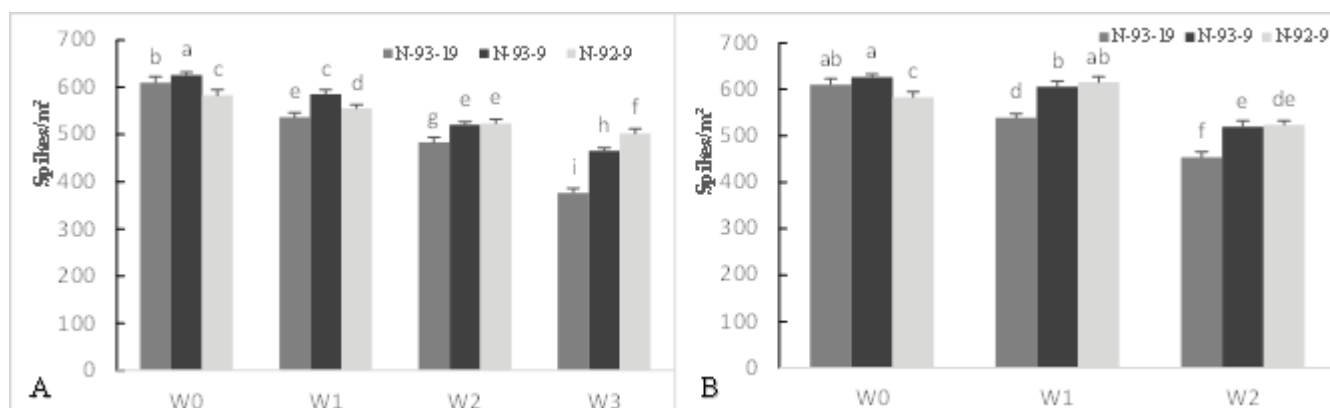 700
600
500
400
300
200
100
0
Spikes/m²
N-93-19 N-93-9 N-92-9
b a c
e c d
g e e
i h f
W0 W1 W2 W3
A
700
600
500
400
300
200
100
0
Spikes/m²
N-93-19 N-93-9 N-92-9
ab a c
d b ab
f e de
W0 W1 W2
B